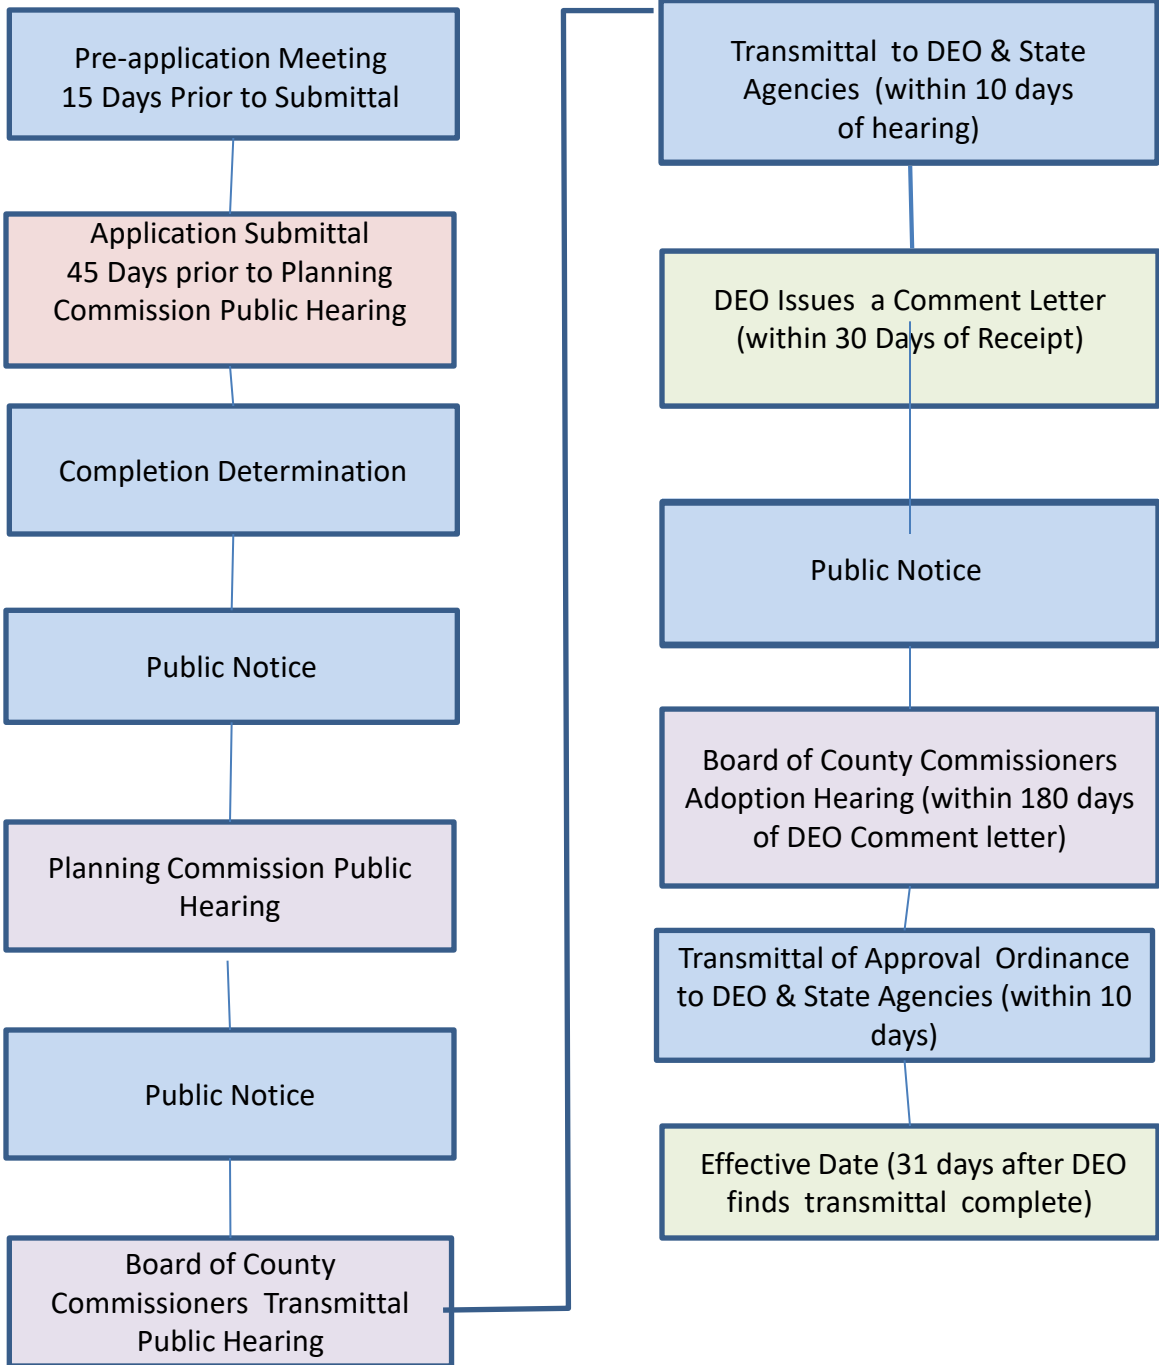 Pre-application Meeting
15 Days Prior to Submittal
Application Submittal
45 Days prior to Planning
Commission Public Hearing
Completion Determination
Public Notice
Planning Commission Public
Hearing
Public Notice
Board of County
Commissioners Transmittal
Public Hearing
Transmittal to DEO & State
Agencies (within 10 days
of hearing)
DEO Issues a Comment Letter
(within 30 Days of Receipt)
Public Notice
Board of County Commissioners
Adoption Hearing (within 180 days
of DEO Comment letter)
Transmittal of Approval Ordinance
to DEO & State Agencies (within 10
days)
Effective Date (31 days after DEO
finds transmittal complete)